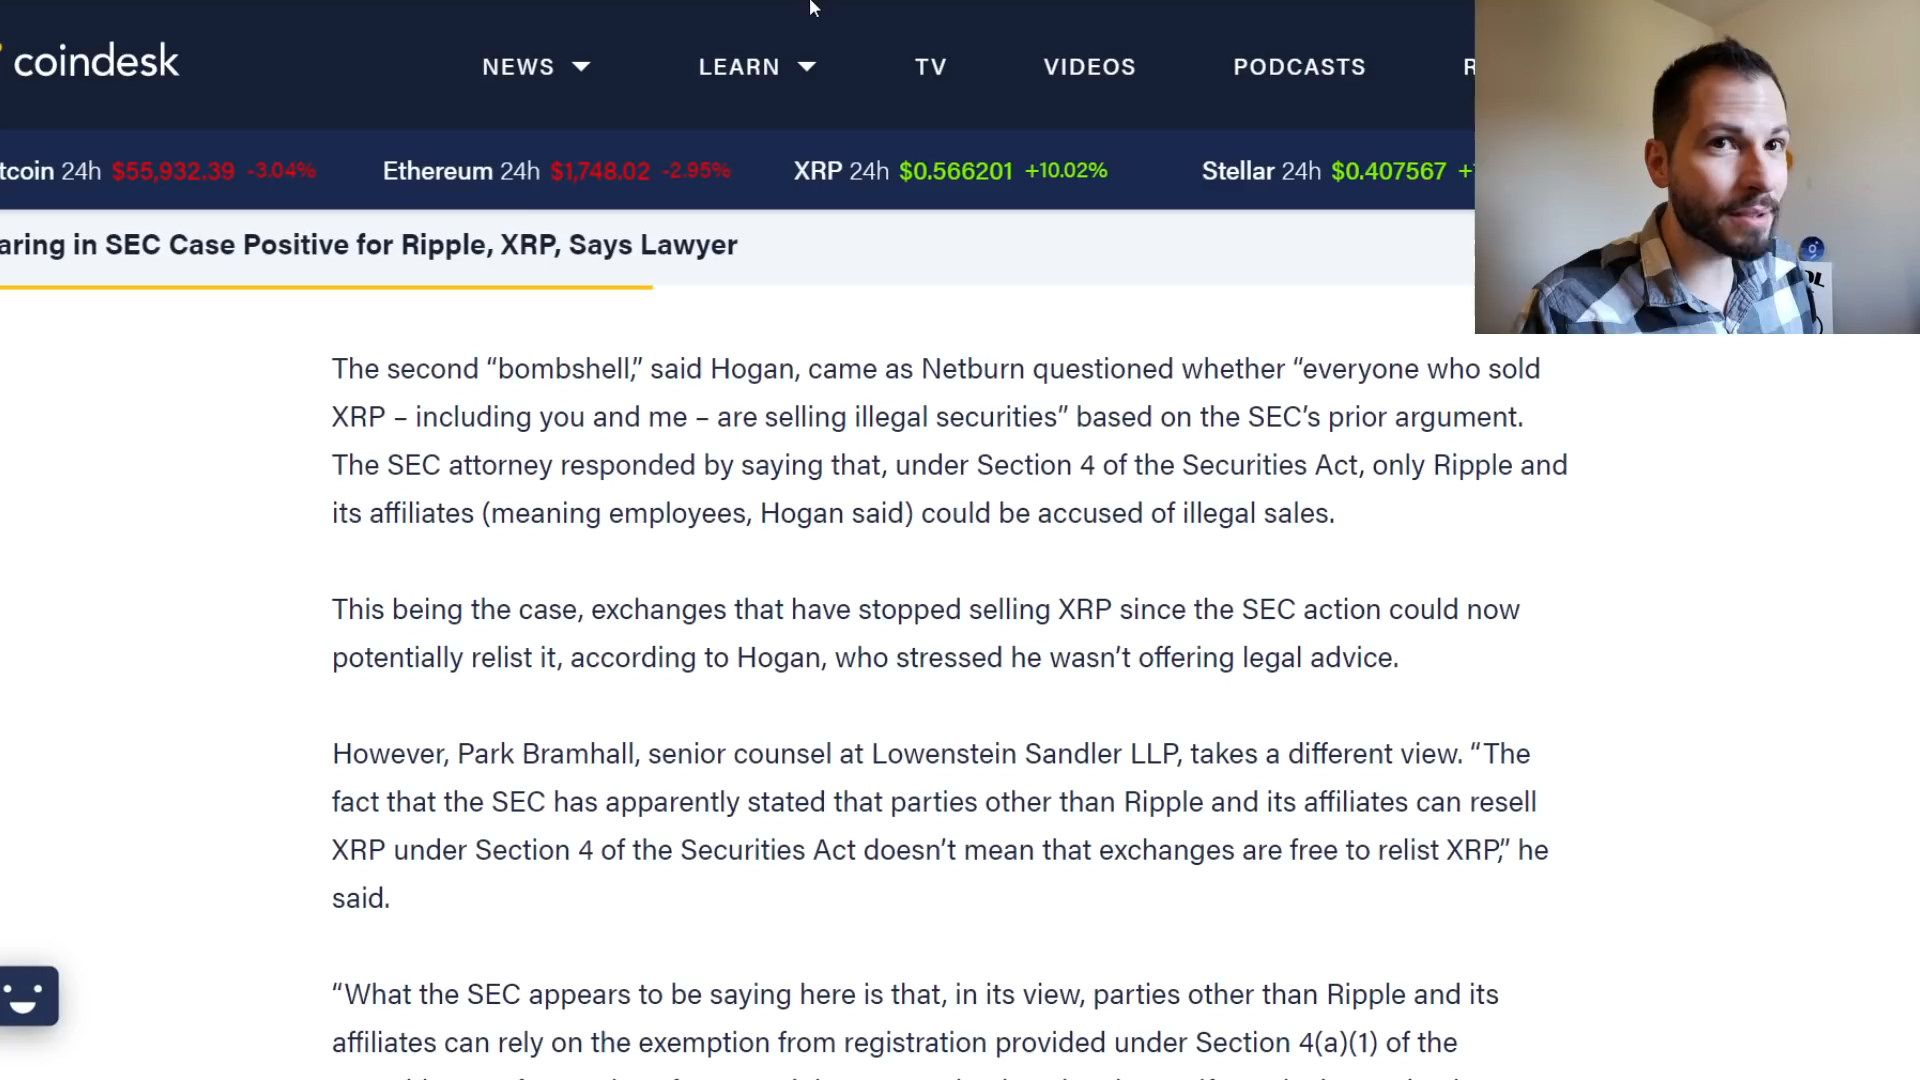 coindesk
NEWS LEARN TV VIDEOS PODCASTS R
tcoin 24h $55,932.39 -3.04% Ethereum 24h $1,748.02 -2.95% XRP 24h $0.566201 +10.02% Stellar 24h $0.407567 +
aring in SEC Case Positive for Ripple, XRP, Says Lawyer
The second “bombshell,” said Hogan, came as Netburn questioned whether “everyone who sold
XRP – including you and me – are selling illegal securities” based on the SEC’s prior argument.
The SEC attorney responded by saying that, under Section 4 of the Securities Act, only Ripple and
its affiliates (meaning employees, Hogan said) could be accused of illegal sales.
This being the case, exchanges that have stopped selling XRP since the SEC action could now
potentially relist it, according to Hogan, who stressed he wasn’t offering legal advice.
However, Park Bramhall, senior counsel at Lowenstein Sandler LLP, takes a different view. “The
fact that the SEC has apparently stated that parties other than Ripple and its affiliates can resell
XRP under Section 4 of the Securities Act doesn’t mean that exchanges are free to relist XRP,” he
said.
“What the SEC appears to be saying here is that, in its view, parties other than Ripple and its
affiliates can rely on the exemption from registration provided under Section 4(a)(1) of the